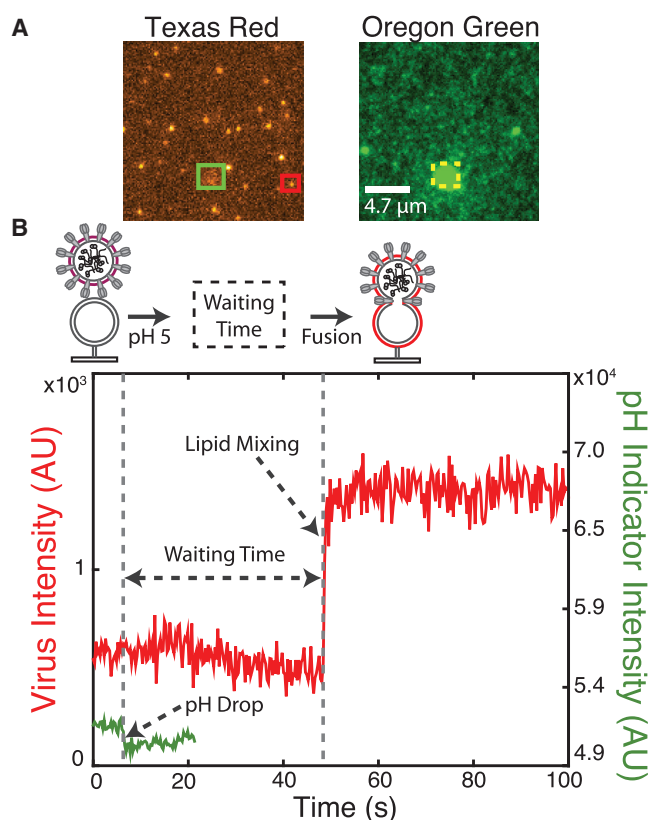 A
Texas Red
Oregon Green
4.7 μm
B
pH 5
Waiting
Time
Fusion
x10³
x10⁴
Virus Intensity (AU)
pH Indicator Intensity (AU)
Lipid Mixing
Waiting Time
pH Drop
1
0
7.0
6.5
5.9
5.4
4.9
0
20
40
60
80
100
Time (s)